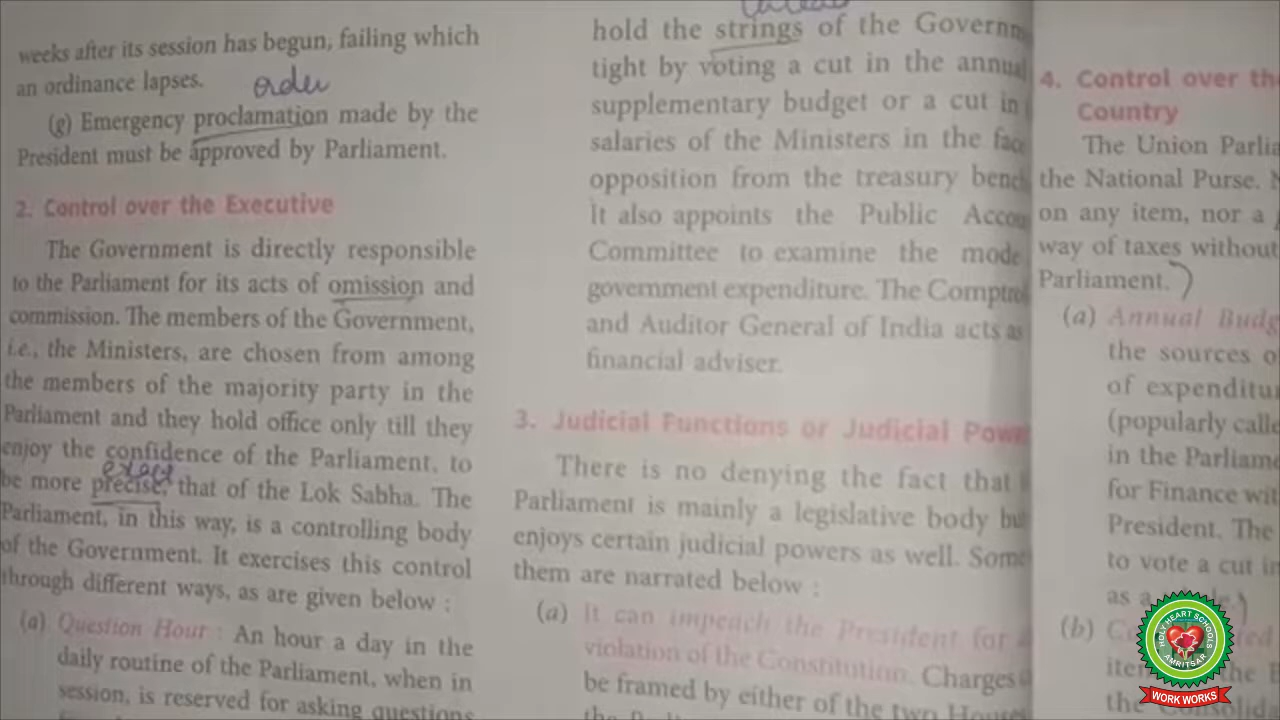 weeks after its session has begun, failing which
an ordinance lapses.
order
(g) Emergency proclamation made by the
President must be approved by Parliament.
2. Control over the Executive
The Government is directly responsible
to the Parliament for its acts of omission and
commission. The members of the Government,
i.e., the Ministers, are chosen from among
the members of the majority party in the
Parliament and they hold office only till they
enjoy the confidence of the Parliament, to
exact
be more precise, that of the Lok Sabha. The
Parliament, in this way, is a controlling body
of the Government. It exercises this control
through different ways, as are given below :
(a) Question Hour : An hour a day in the
daily routine of the Parliament, when in
session, is reserved for asking questions
hold the strings of the Governm
tight by voting a cut in the annual
supplementary budget or a cut in
salaries of the Ministers in the face
opposition from the treasury bench
It also appoints the Public Accou
Committee to examine the mode
government expenditure. The Comptrol
and Auditor General of India acts as
financial adviser.
3. Judicial Functions or Judicial Powe
There is no denying the fact that
Parliament is mainly a legislative body but
enjoys certain judicial powers as well. Some
them are narrated below :
(a) It can impeach the President for
violation of the Constitution. Charges
be framed by either of the two Houses
4. Control over the
Country
The Union Parlia
the National Purse.
on any item, nor a
way of taxes without
Parliament.
(a) Annual Budg
the sources o
of expenditu
(popularly calle
in the Parliame
for Finance wit
President. The
to vote a cut in
as a
(b)
the
the
HOLY HEART SCHOOLS
AMRITSAR
WORK WORKS